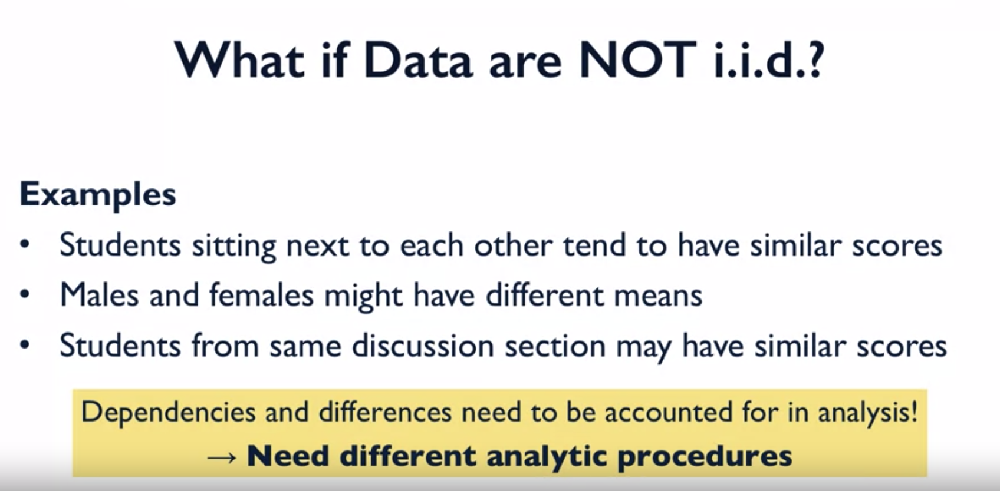 What if Data are NOT i.i.d.?
Examples
• Students sitting next to each other tend to have similar scores
• Males and females might have different means
• Students from same discussion section may have similar scores
Dependencies and differences need to be accounted for in analysis!
→ Need different analytic procedures